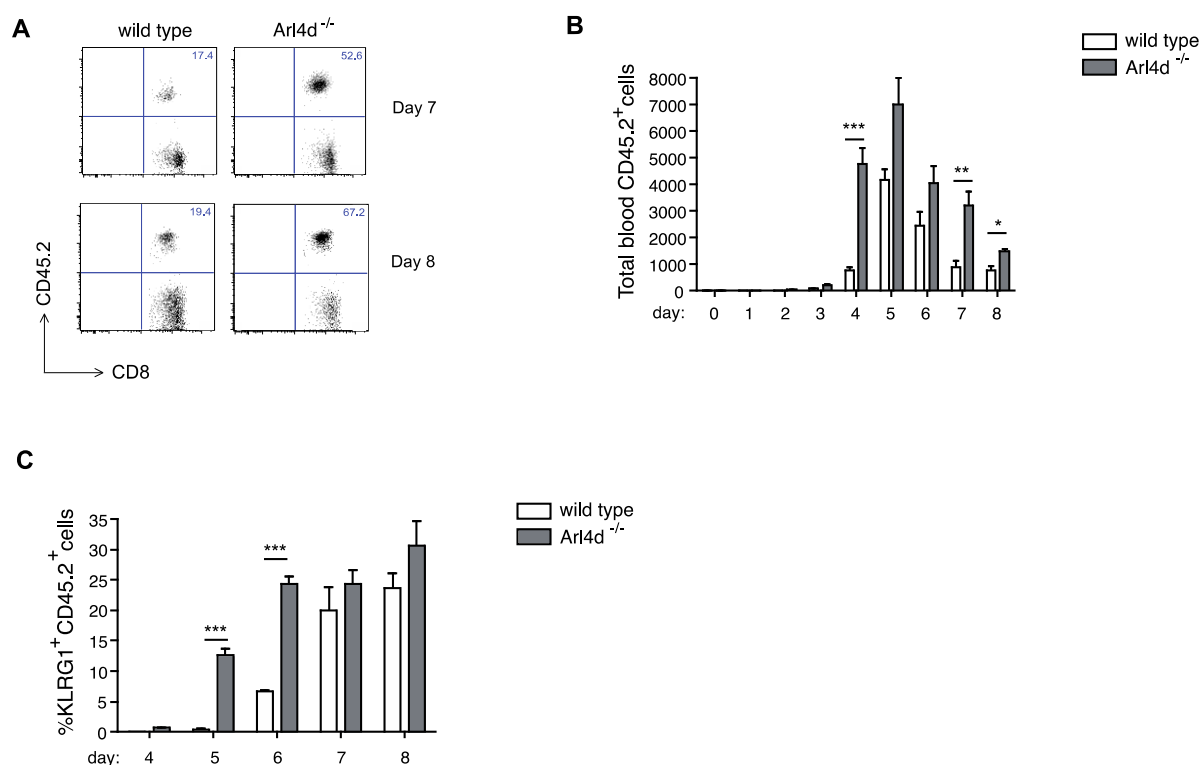 A
wild type
Arl4d -/-
17.4
52.6
Day 7
19.4
67.2
Day 8
CD45.2
CD8
B
wild type
Arl4d -/-
Total blood CD45.2+cells
8000
7000
6000
5000
4000
3000
2000
1000
0
***
**
*
day: 0 1 2 3 4 5 6 7 8
C
wild type
Arl4d -/-
%KLRG1+ CD45.2+cells
35
30
25
20
15
10
5
0
***
***
day: 4 5 6 7 8